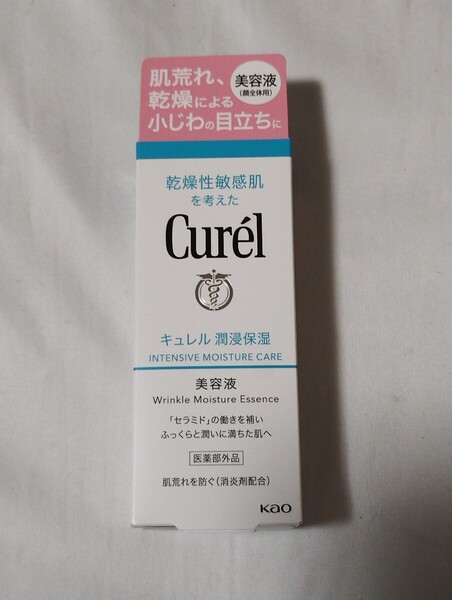 肌荒れ、
乾燥による
小じわの目立ちに
美容液
(顔全体用)
乾燥性敏感肌
を考えた
Curél
キュレル 潤浸保湿
INTENSIVE MOISTURE CARE
美容液
Wrinkle Moisture Essence
「セラミド」の働きを補い
ふっくらと潤いに満ちた肌へ
医薬部外品
肌荒れを防ぐ(消炎剤配合)
Kao